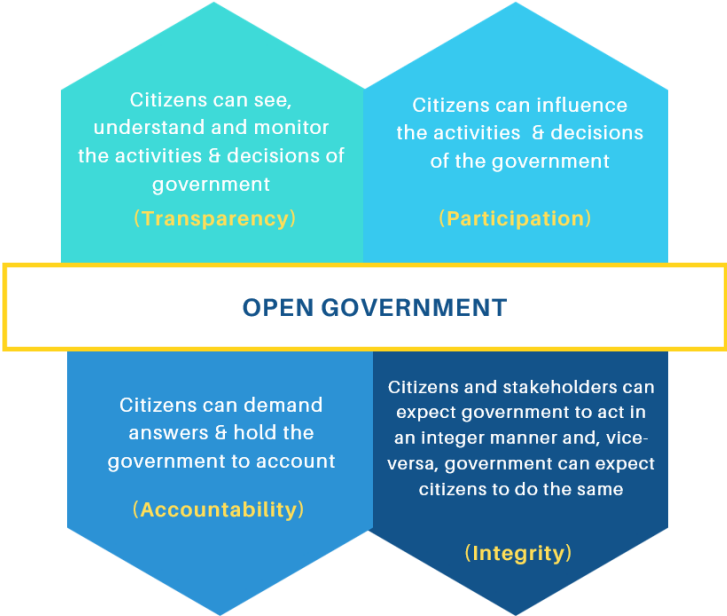 Citizens can see,
understand and monitor
the activities & decisions of
government
(Transparency)
Citizens can influence
the activities & decisions
of the government
(Participation)
OPEN GOVERNMENT
Citizens can demand
answers & hold the
government to account
(Accountability)
Citizens and stakeholders can
expect government to act in
an integer manner and, vice-
versa, government can expect
citizens to do the same
(Integrity)